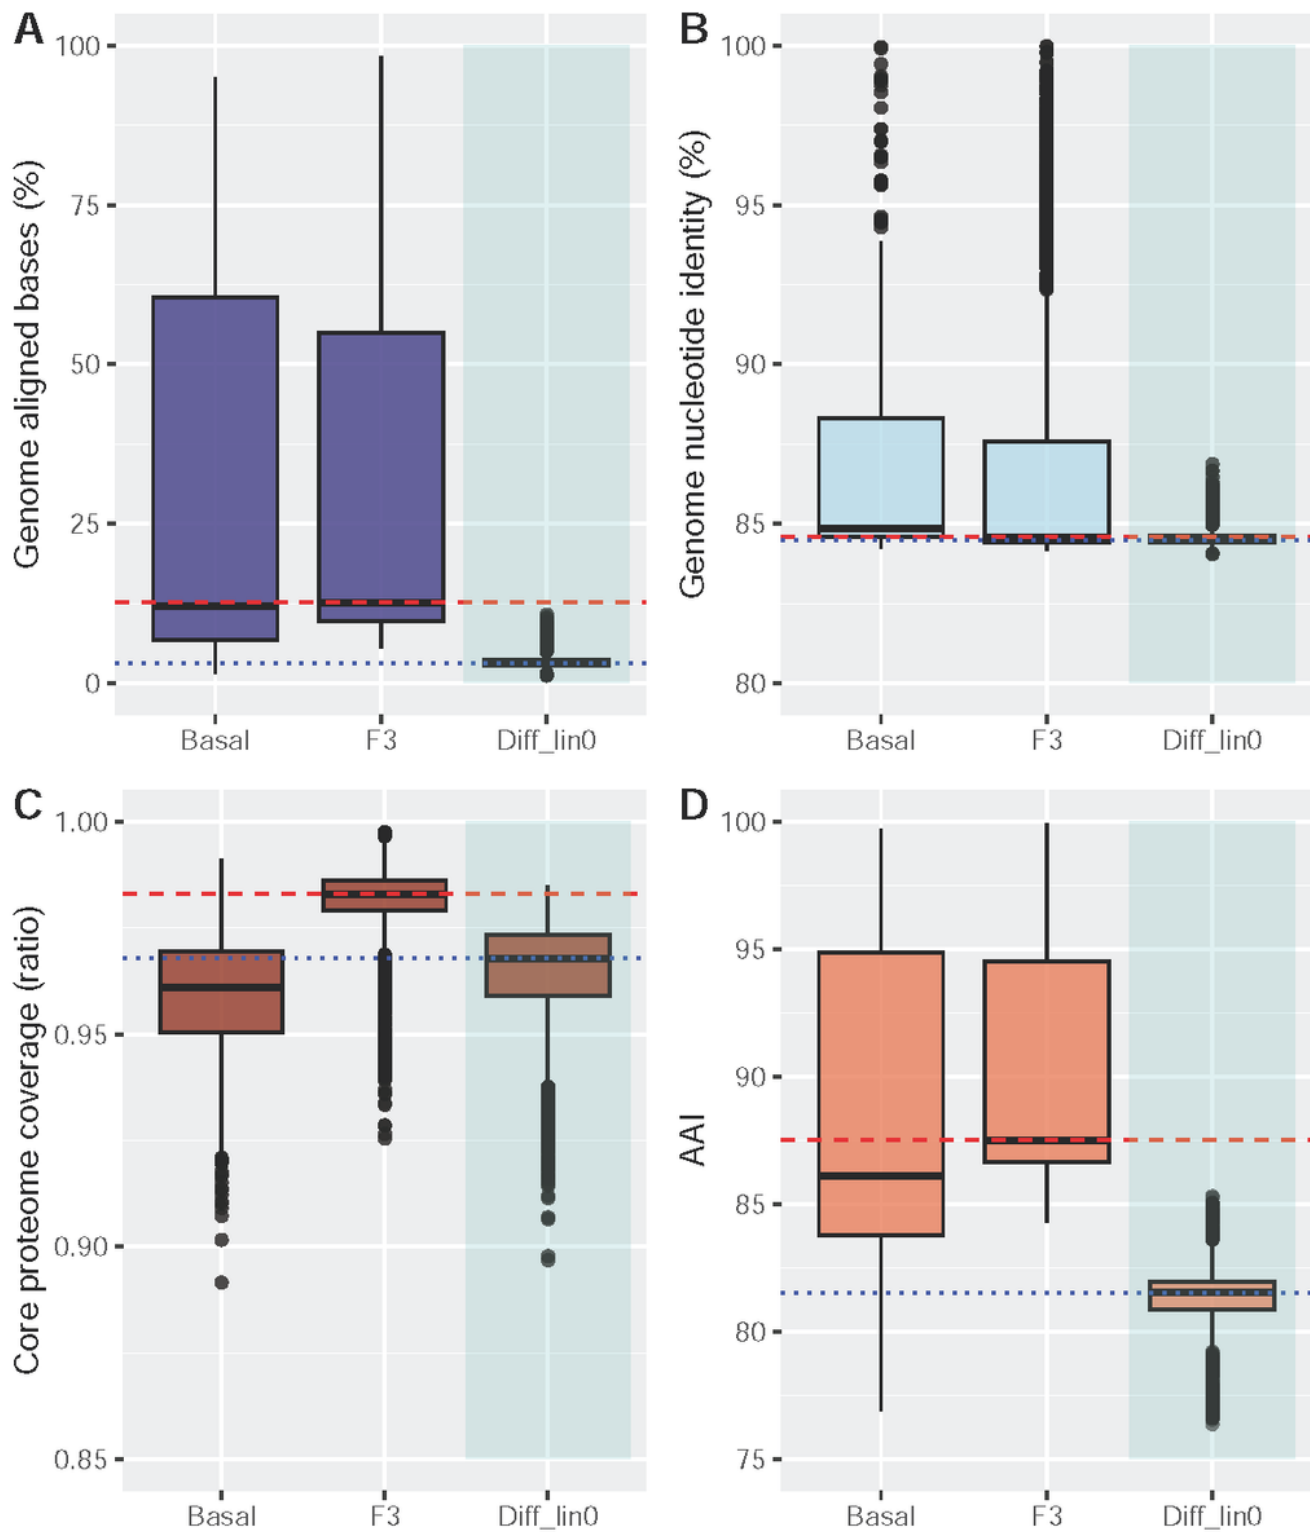 A
Genome aligned bases (%)
100
75
50
25
0
Basal F3 Diff_lin0
B
Genome nucleotide identity (%)
100
95
90
85
80
Basal F3 Diff_lin0
C
Core proteome coverage (ratio)
1.00
0.95
0.90
0.85
Basal F3 Diff_lin0
D
AAI
100
95
90
85
80
75
Basal F3 Diff_lin0